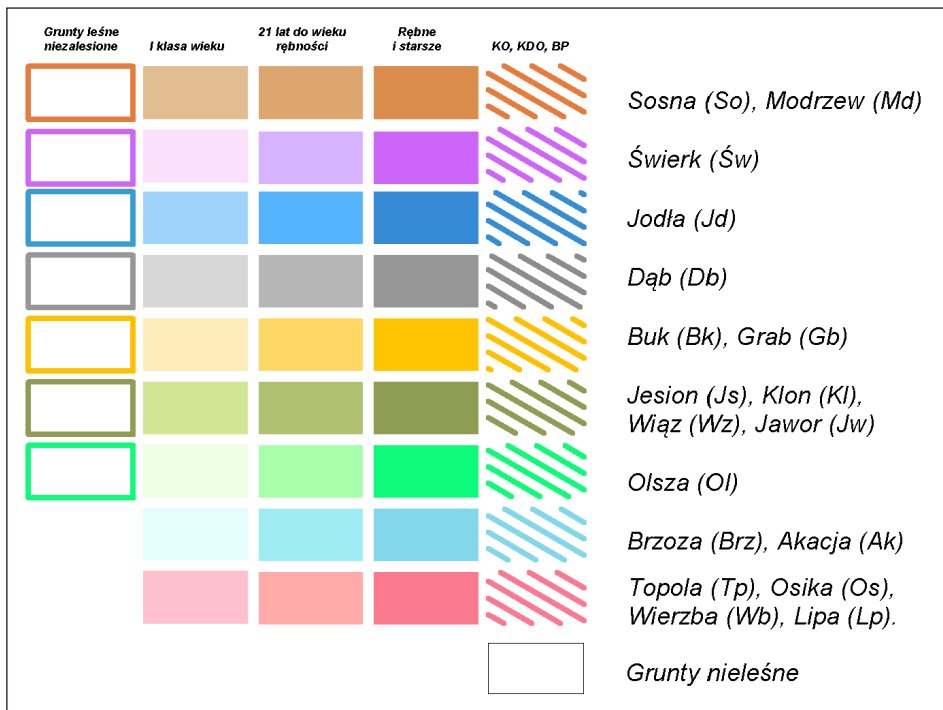 Grunty leśne
niezalesione
I klasa wieku
21 lat do wieku
rębności
Rębne
i starsze
KO, KDO, BP
Sosna (So), Modrzew (Md)
Świerk (Św)
Jodła (Jd)
Dąb (Db)
Buk (Bk), Grab (Gb)
Jesion (Js), Klon (Kl),
Wiąz (Wz), Jawor (Jw)
Olsza (Ol)
Brzoza (Brz), Akacja (Ak)
Topola (Tp), Osika (Os),
Wierzba (Wb), Lipa (Lp).
Grunty nieleśne